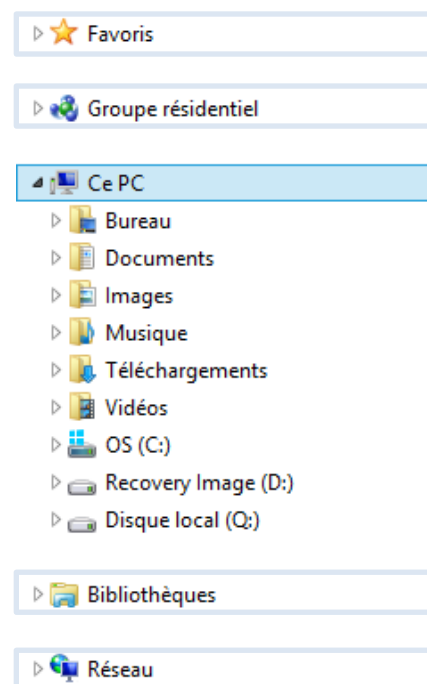 Favoris
Groupe résidentiel
Ce PC
Bureau
Documents
Images
Musique
Téléchargements
Vidéos
OS (C:)
Recovery Image (D:)
Disque local (Q:)
Bibliothèques
Réseau